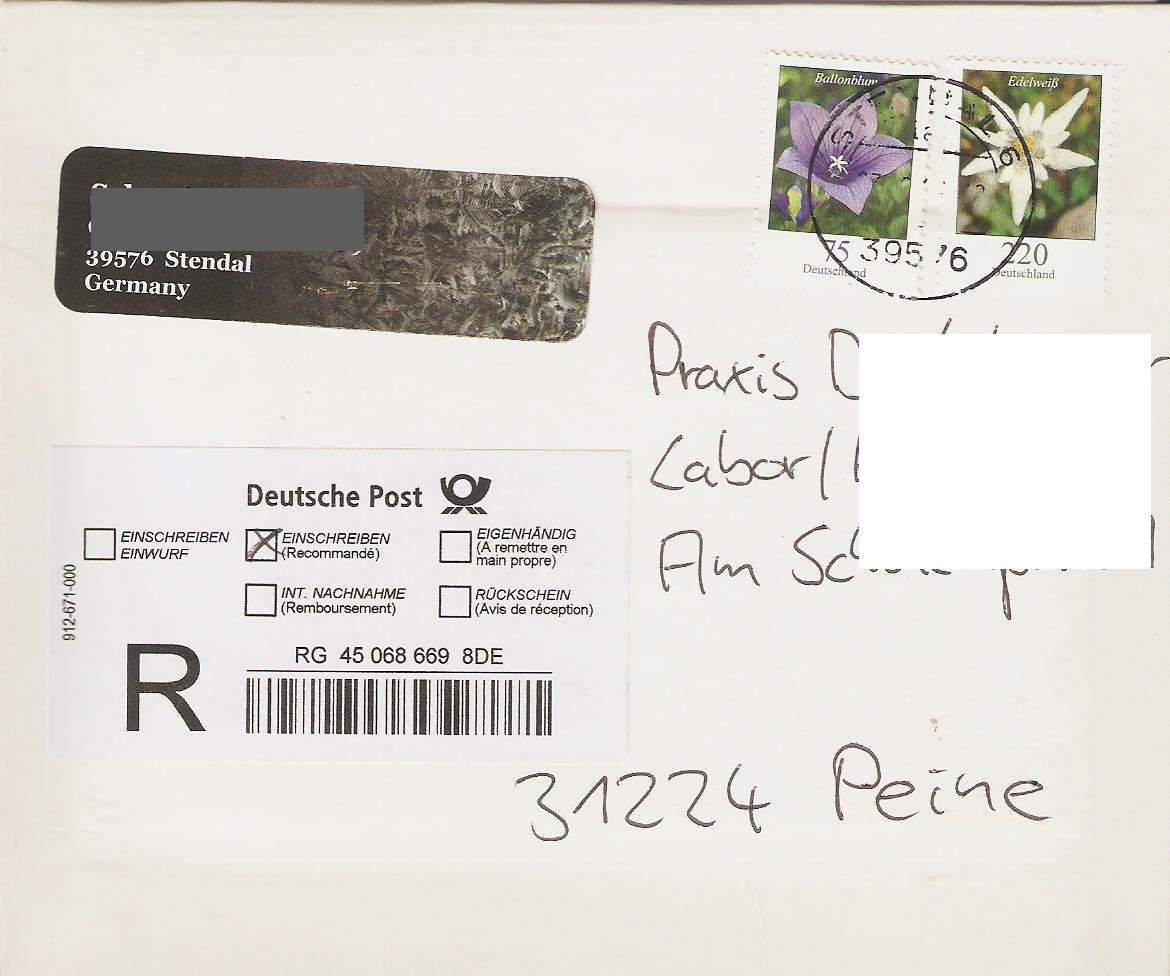 Ballonblum
75
Deutschland
Edelweiß
220
Deutschland
39576
39576 Stendal
Germany
Praxis
Labor/
Am
31224 Peine
Deutsche Post
EINSCHREIBEN
EINWURF
EINSCHREIBEN
(Recommandé)
EIGENHÄNDIG
(A remettre en
main propre)
INT. NACHNAHME
(Remboursement)
RÜCKSCHEIN
(Avis de réception)
912-671-000
R
RG 45 068 669 8DE